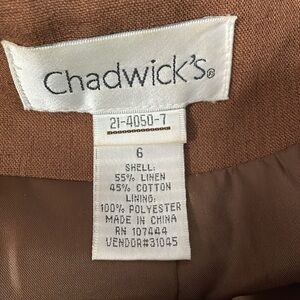 Chadwick's®
21-4050-7
6
SHELL:
55% LINEN
45% COTTON
LINING:
100% POLYESTER
MADE IN CHINA
RN 107444
VENDOR#31045